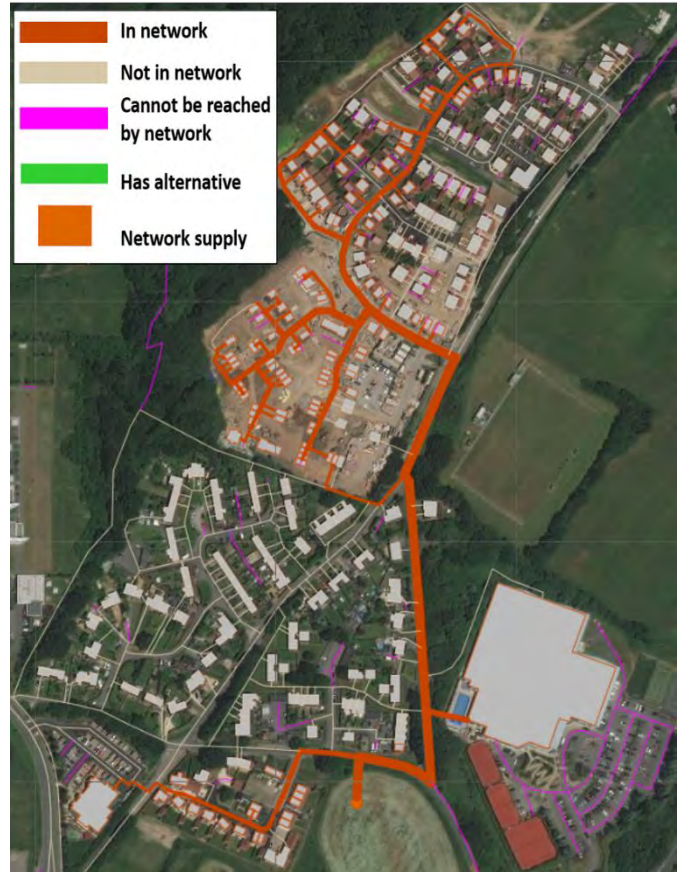 In network
Not in network
Cannot be reached
by network
Has alternative
Network supply